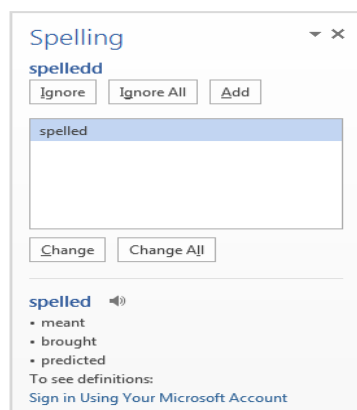 Spelling
spelledd
Ignore Ignore All Add
spelled
Change Change All
spelled
• meant
• brought
• predicted
To see definitions:
Sign in Using Your Microsoft Account